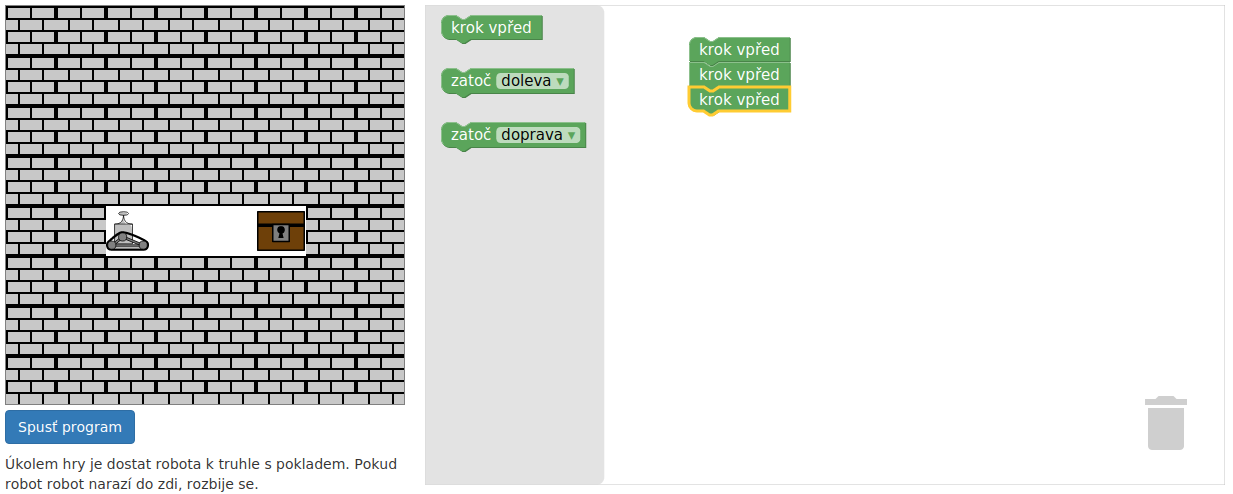 krok vpřed
zatoč doleva ▾
zatoč doprava ▾
krok vpřed
krok vpřed
krok vpřed
Spusť program
Úkolem hry je dostat robota k truhle s pokladem. Pokud
robot robot narazí do zdi, rozbije se.